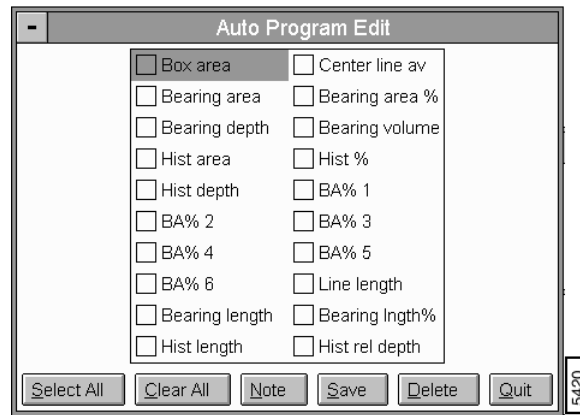 Auto Program Edit
Box area Center line av
Bearing area Bearing area %
Bearing depth Bearing volume
Hist area Hist %
Hist depth BA% 1
BA% 2 BA% 3
BA% 4 BA% 5
BA% 6 Line length
Bearing length Bearing lngth%
Hist length Hist rel depth
Select All Clear All Note Save Delete Quit
5420